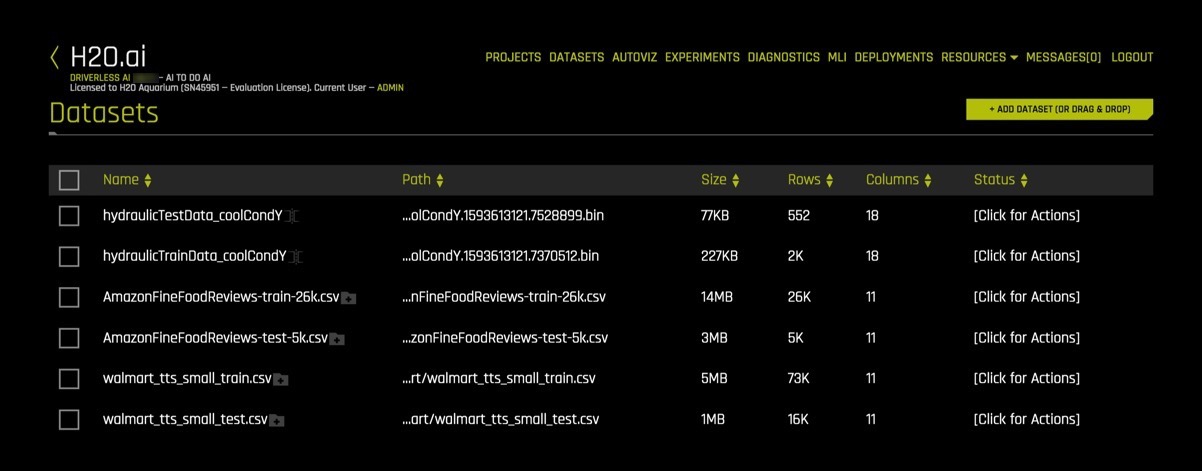 H2O.ai
PROJECTS DATASETS AUTOVIZ EXPERIMENTS DIAGNOSTICS MLI DEPLOYMENTS RESOURCES MESSAGES[0] LOGOUT
DRIVERLESS AI – AI TO DO AI
Licensed to H2O Aquarium (SN45951 – Evaluation License). Current User – ADMIN
Datasets
+ ADD DATASET (OR DRAG & DROP)
Name Path Size Rows Columns Status
hydraulicTestData_coolCondY ...olCondY.1593613121.7528899.bin 77KB 552 18 [Click for Actions]
hydraulicTrainData_coolCondY ...olCondY.1593613121.7370512.bin 227KB 2K 18 [Click for Actions]
AmazonFineFoodReviews-train-26k.csv ...nFineFoodReviews-train-26k.csv 14MB 26K 11 [Click for Actions]
AmazonFineFoodReviews-test-5k.csv ...zonFineFoodReviews-test-5k.csv 3MB 5K 11 [Click for Actions]
walmart_tts_small_train.csv ...rt/walmart_tts_small_train.csv 5MB 73K 11 [Click for Actions]
walmart_tts_small_test.csv ...art/walmart_tts_small_test.csv 1MB 16K 11 [Click for Actions]